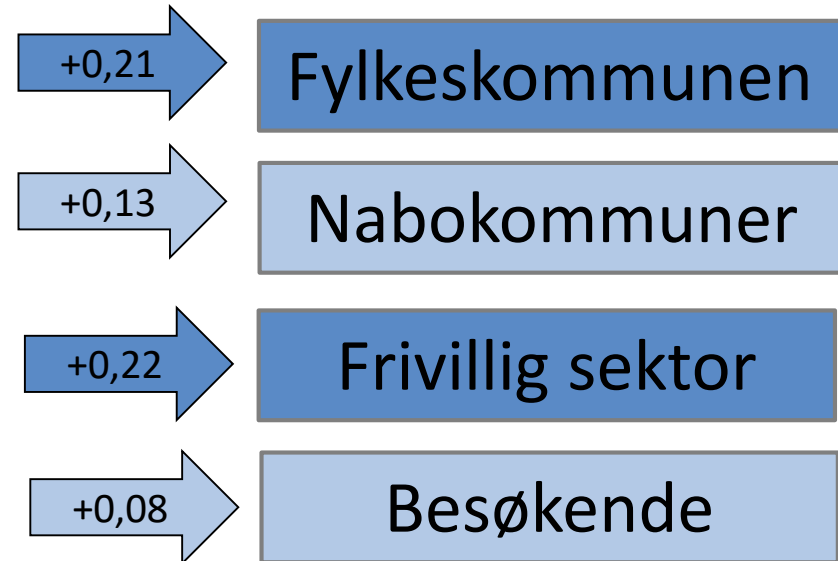 +0,21 Fylkeskommunen
+0,13 Nabokommuner
+0,22 Frivillig sektor
+0,08 Besøkende